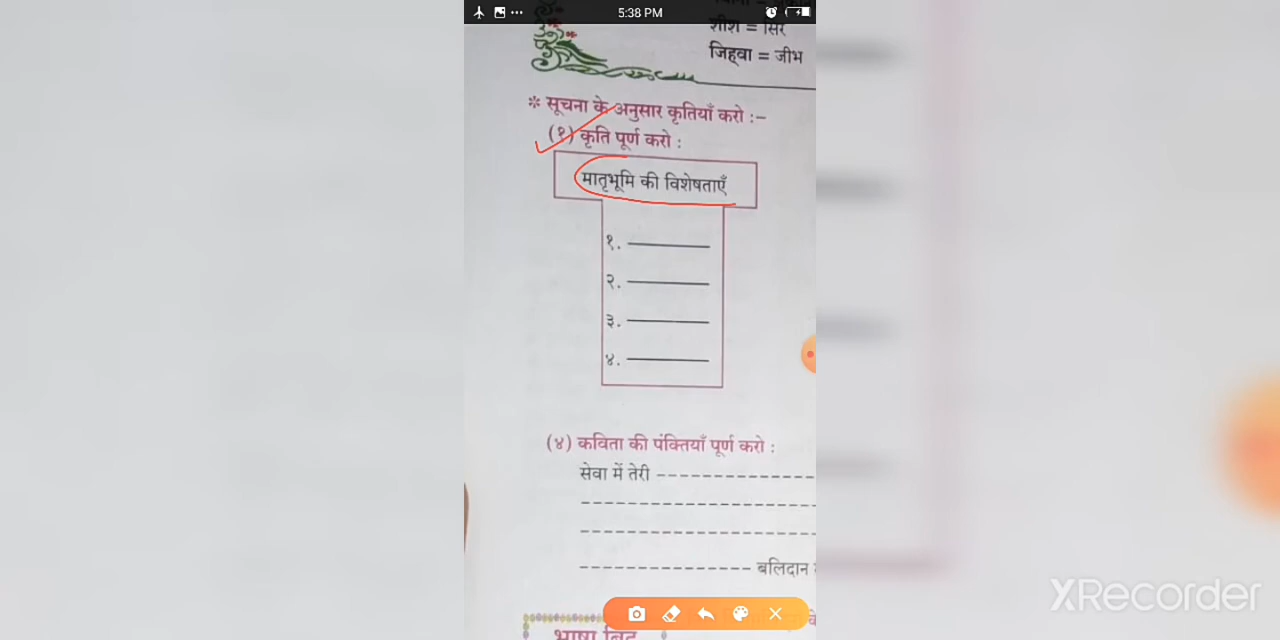 5:38 PM
शीश = सिर
जिह्वा = जीभ
* सूचना के अनुसार कृतियाँ करो :-
(१) कृति पूर्ण करो :
मातृभूमि की विशेषताएँ
१.
२.
३.
४.
(४) कविता की पंक्तियाँ पूर्ण करो :
सेवा में तेरी
बलिदान
भाषा बिंदु
XRecorder